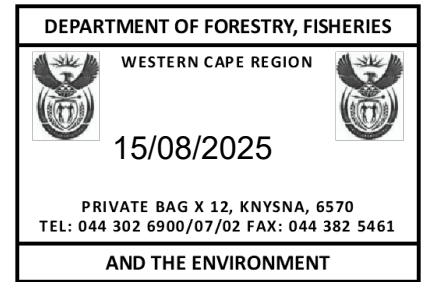 DEPARTMENT OF FORESTRY, FISHERIES
WESTERN CAPE REGION
15/08/2025
PRIVATE BAG X 12, KNYSNA, 6570
TEL: 044 302 6900/07/02 FAX: 044 382 5461
AND THE ENVIRONMENT